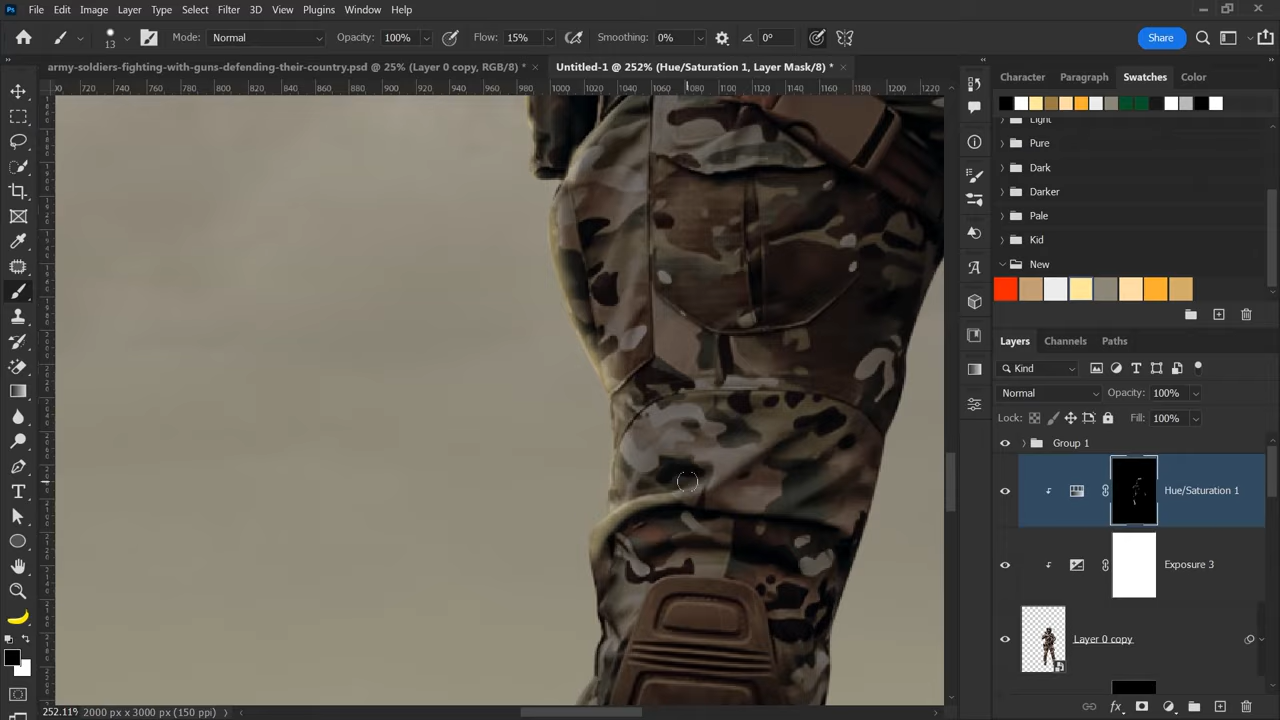 Ps File Edit Image Layer Type Select Filter 3D View Plugins Window Help
13 Mode: Normal Opacity: 100% Flow: 15% Smoothing: 0% 0° Share
army-soldiers-fighting-with-guns-defending-their-country.psd @ 25% (Layer 0 copy, RGB/8) * × Untitled-1 @ 252% (Hue/Saturation 1, Layer Mask/8) * ×
720 740 760 780 800 820 840 860 880 900 920 940 960 980 1000 1020 1040 1060 1080 1100 1120 1140 1160 1180 1200 1220
Character Paragraph Swatches Color
Light
Pure
Dark
Darker
Pale
Kid
New
Layers Channels Paths
Kind
Normal Opacity: 100%
Lock: Fill: 100%
Group 1
Hue/Saturation 1
Exposure 3
Layer 0 copy
fx
252.11% 2000 px x 3000 px (150 ppi)